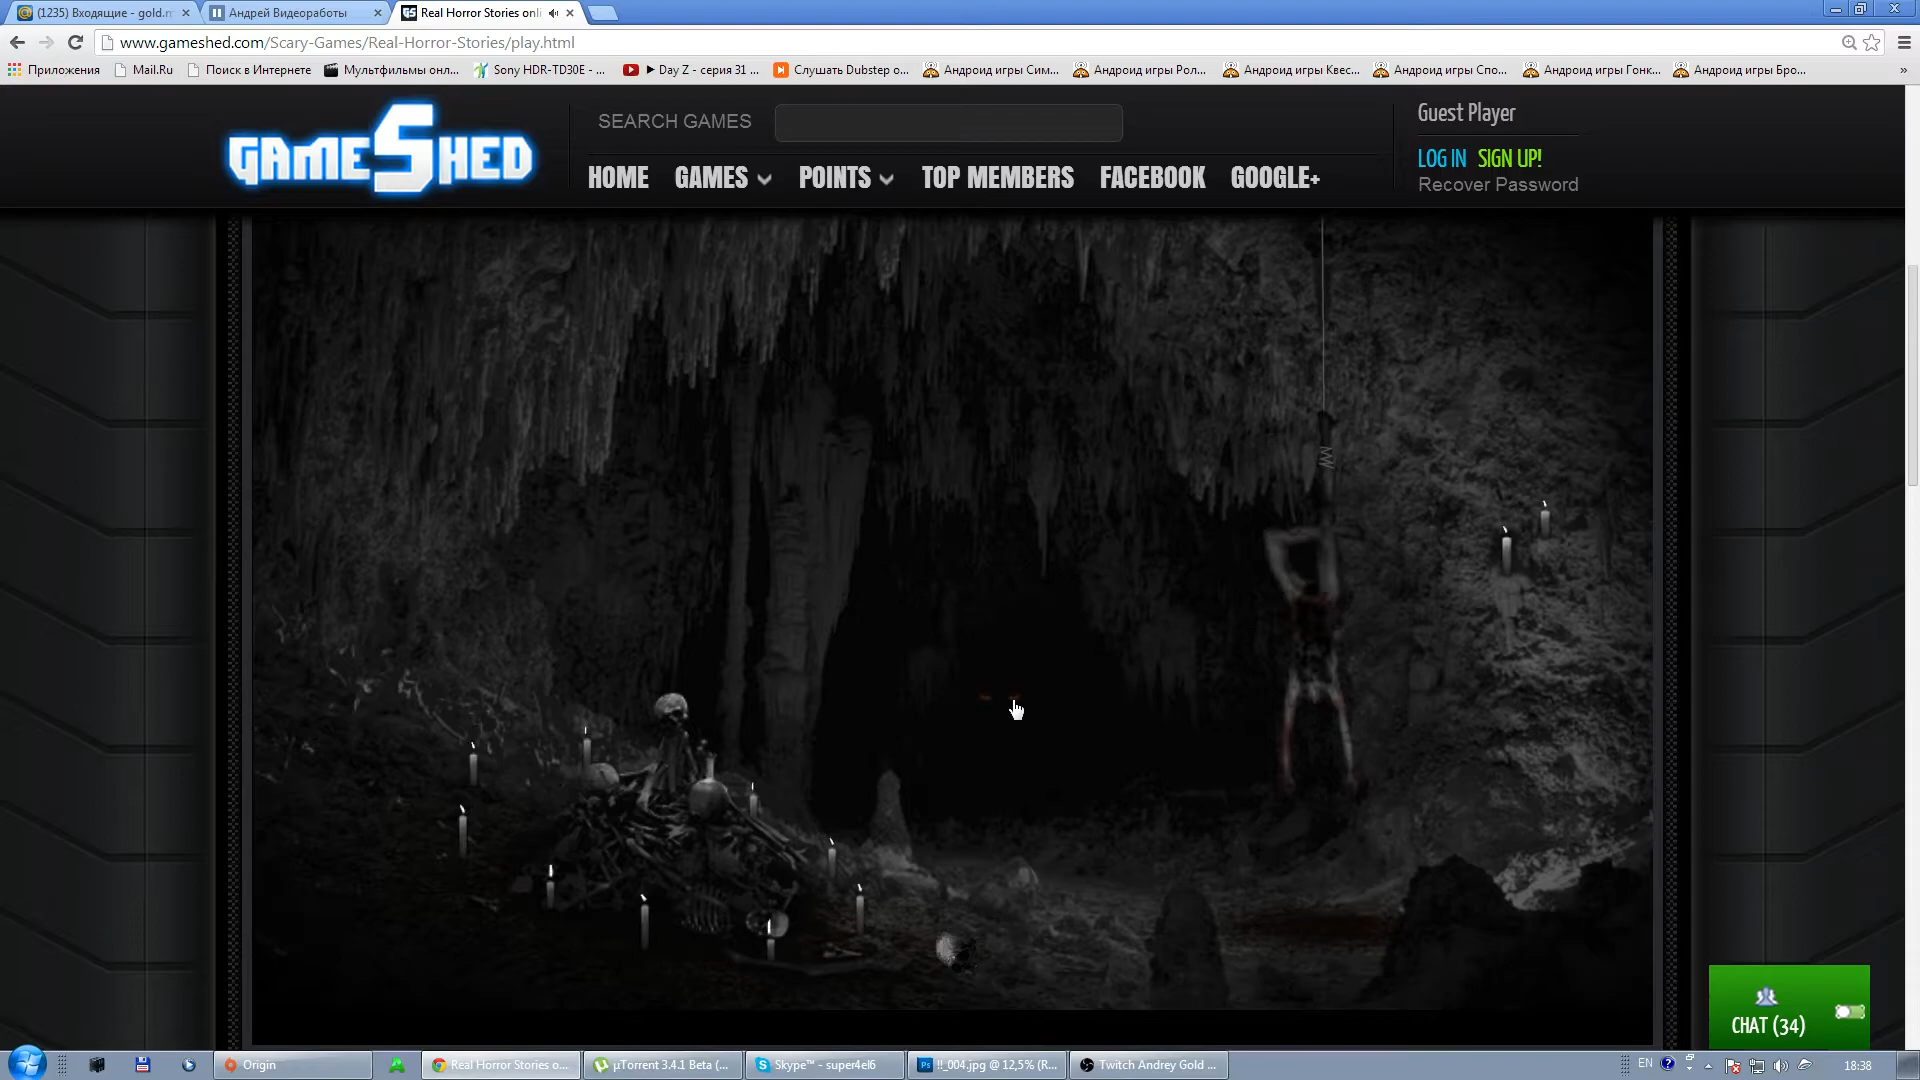 (1235) Входящие - gold.m
Андрей Видеоработы
Real Horror Stories onli
www.gameshed.com/Scary-Games/Real-Horror-Stories/play.html
Приложения
Mail.Ru
Поиск в Интернете
Мультфильмы онл...
Sony HDR-TD30E - ...
► Day Z - серия 31 ...
Слушать Dubstep о...
Андроид игры Сим...
Андроид игры Рол...
Андроид игры Квес...
Андроид игры Спо...
Андроид игры Гонк...
Андроид игры Бро...
»
GAMESHED
SEARCH GAMES
Guest Player
LOG IN SIGN UP!
Recover Password
HOME GAMES POINTS TOP MEMBERS FACEBOOK GOOGLE+
CHAT (34)
Origin
Real Horror Stories o...
µTorrent 3.4.1 Beta (...
Skype™ - super4el6
!!_004.jpg @ 12,5% (R...
Twitch Andrey Gold ...
EN
18:38